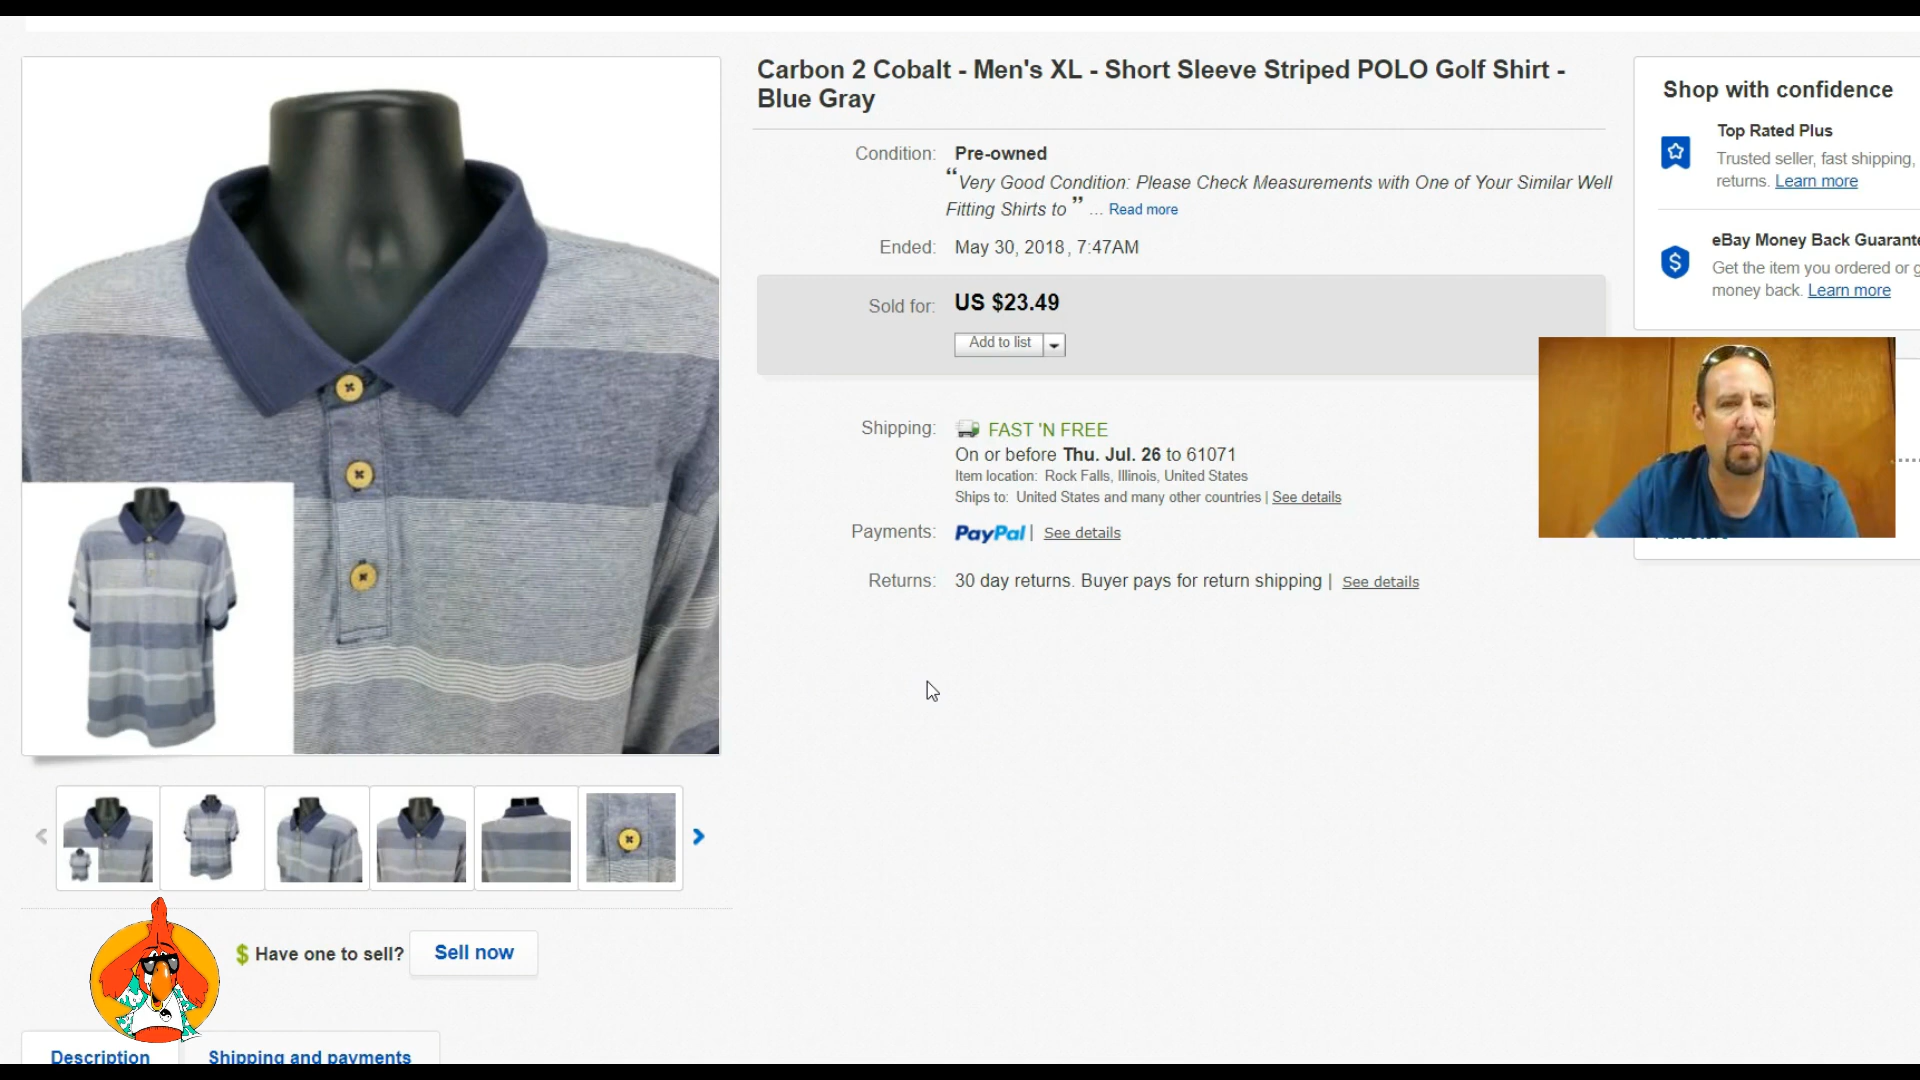 Carbon 2 Cobalt - Men's XL - Short Sleeve Striped POLO Golf Shirt -
Blue Gray
Condition: Pre-owned
“Very Good Condition: Please Check Measurements with One of Your Similar Well
Fitting Shirts to ” ... Read more
Ended: May 30, 2018 , 7:47AM
Sold for: US $23.49
Add to list
Shipping: FAST 'N FREE
On or before Thu. Jul. 26 to 61071
Item location: Rock Falls, Illinois, United States
Ships to: United States and many other countries | See details
Payments: PayPal | See details
Returns: 30 day returns. Buyer pays for return shipping | See details
Shop with confidence
Top Rated Plus
Trusted seller, fast shipping,
returns. Learn more
eBay Money Back
Get the item you ordered or
money back. Learn more
$ Have one to sell? Sell now
Description
Shipping and payments